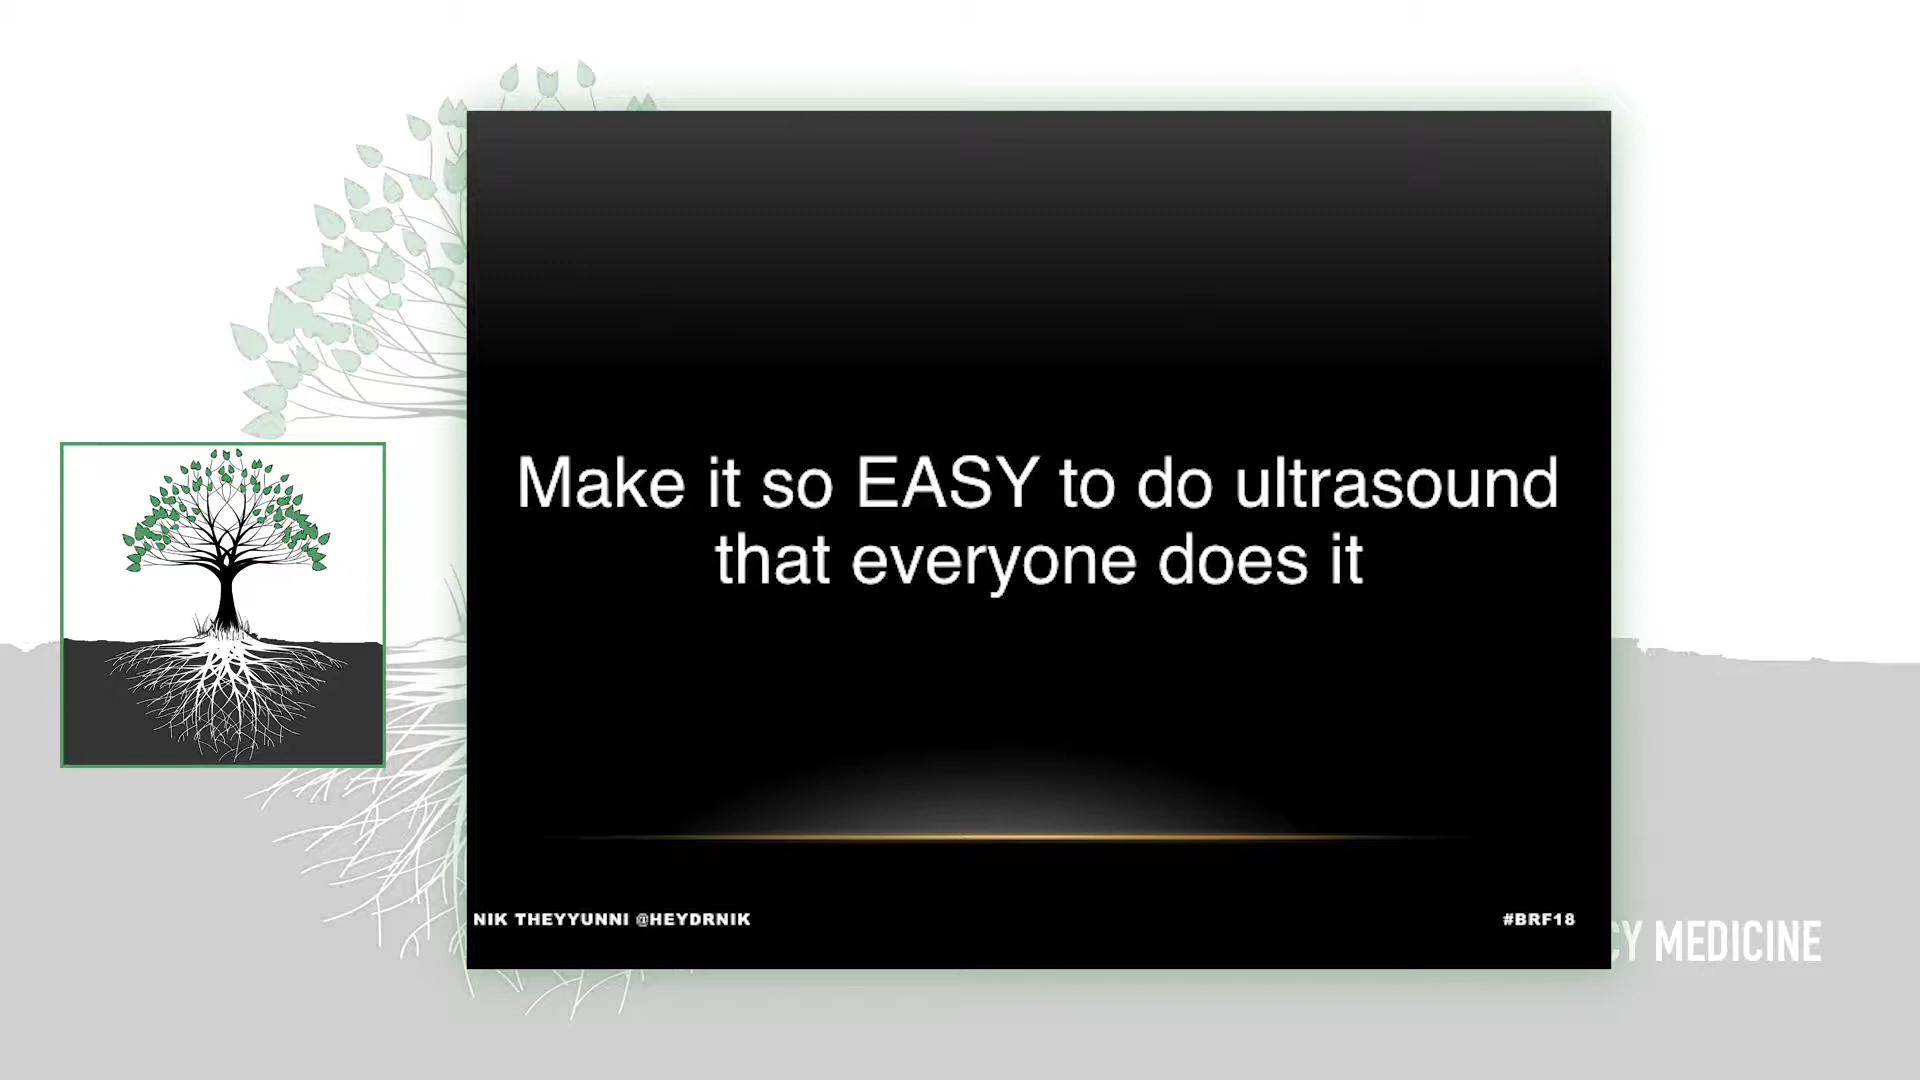 Make it so EASY to do ultrasound
that everyone does it
NIK THEYYUNNI @HEYDRNIK
#BRF18
CY MEDICINE